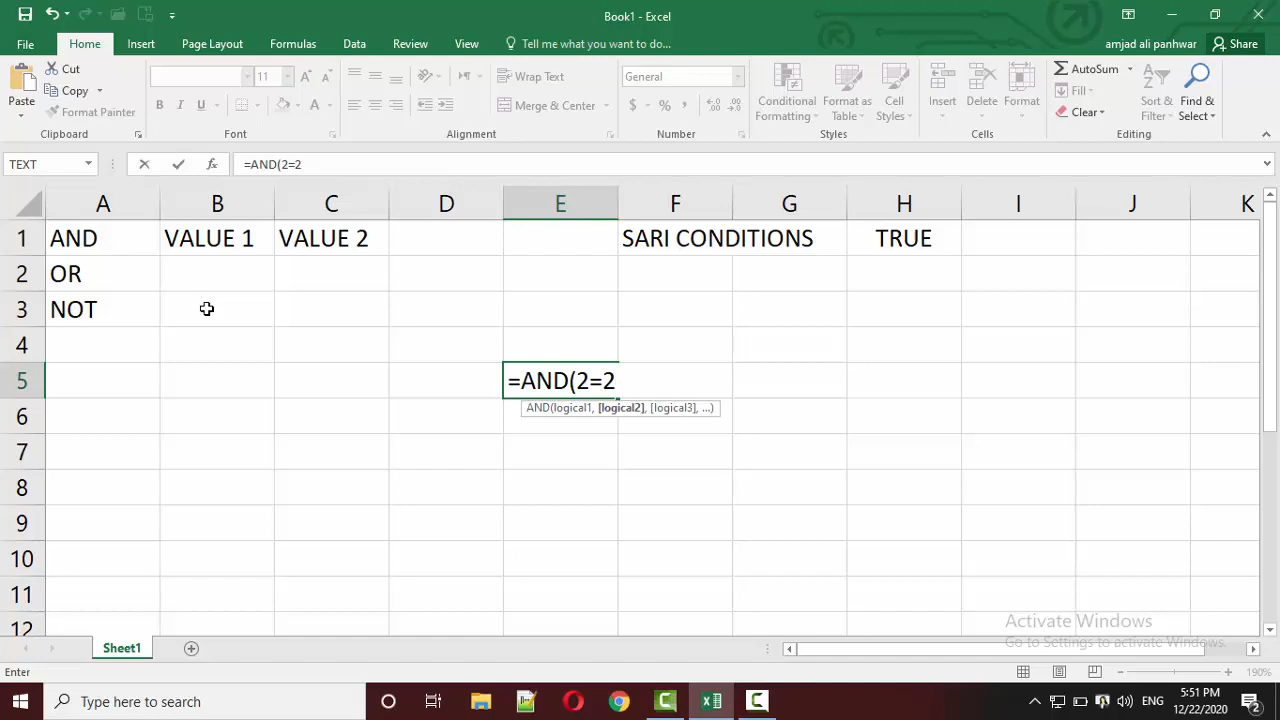 Book1 - Excel
File Home Insert Page Layout Formulas Data Review View Tell me what you want to do... amjad ali panhwar Share
Paste Cut Copy Format Painter
Clipboard
11
B I U A
Font
Wrap Text
Merge & Center
Alignment
General
$ % ,
Number
Conditional Formatting Format as Table Cell Styles
Styles
Insert Delete Format
Cells
AutoSum
Fill
Clear
Sort & Filter Find & Select
Editing
TEXT fx =AND(2=2
A B C D E F G H I J K
1 AND VALUE 1 VALUE 2 SARI CONDITIONS TRUE
2 OR
3 NOT
4
5 =AND(2=2
AND(logical1, [logical2], [logical3], ...)
6
7
8
9
10
11
12
Activate Windows
Go to Settings to activate Windows.
Sheet1
Enter 190%
Type here to search ENG 5:51 PM
12/22/2020 2